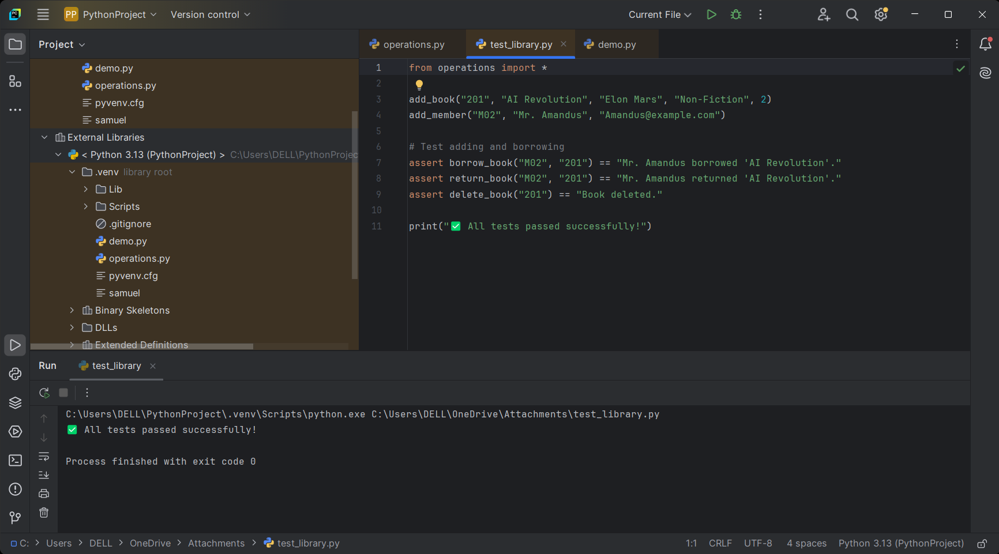 PC
PP PythonProject Version control Current File
Project
operations.py test_library.py demo.py
demo.py
operations.py
pyvenv.cfg
samuel
External Libraries
< Python 3.13 (PythonProject) > C:\Users\DELL\PythonProjec
.venv library root
Lib
Scripts
.gitignore
demo.py
operations.py
pyvenv.cfg
samuel
Binary Skeletons
DLLs
Extended Definitions
1 from operations import *
2
3 add_book("201", "AI Revolution", "Elon Mars", "Non-Fiction", 2)
4 add_member("M02", "Mr. Amandus", "Amandus@example.com")
5
6 # Test adding and borrowing
7 assert borrow_book("M02", "201") == "Mr. Amandus borrowed 'AI Revolution'."
8 assert return_book("M02", "201") == "Mr. Amandus returned 'AI Revolution'."
9 assert delete_book("201") == "Book deleted."
10
11 print("✅ All tests passed successfully!")
Run test_library
C:\Users\DELL\PythonProject\.venv\Scripts\python.exe C:\Users\DELL\OneDrive\Attachments\test_library.py
✅ All tests passed successfully!
Process finished with exit code 0
C: > Users > DELL > OneDrive > Attachments > test_library.py 1:1 CRLF UTF-8 4 spaces Python 3.13 (PythonProject)